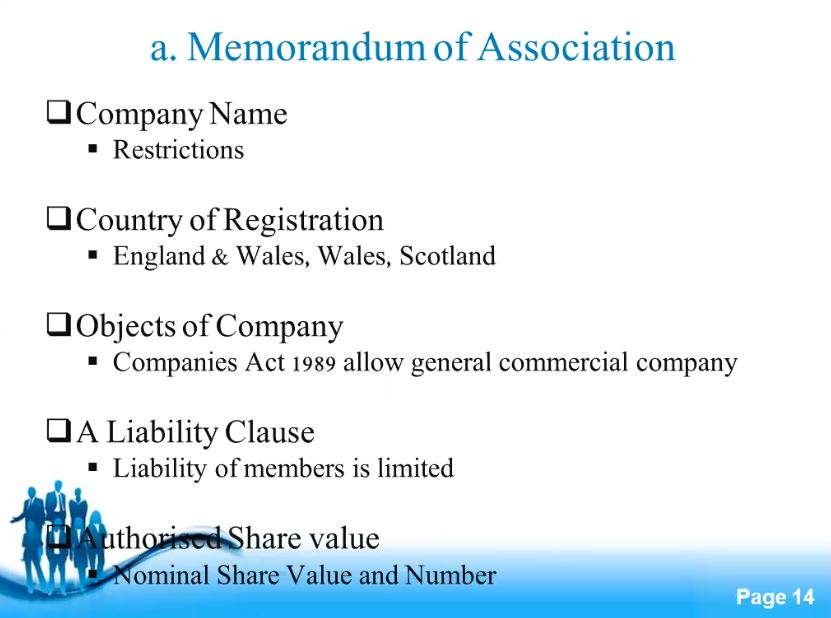 a. Memorandum of Association
❑Company Name
▪ Restrictions
❑Country of Registration
▪ England & Wales, Wales, Scotland
❑Objects of Company
▪ Companies Act 1989 allow general commercial company
❑A Liability Clause
▪ Liability of members is limited
❑Authorised Share value
▪ Nominal Share Value and Number
Page 14